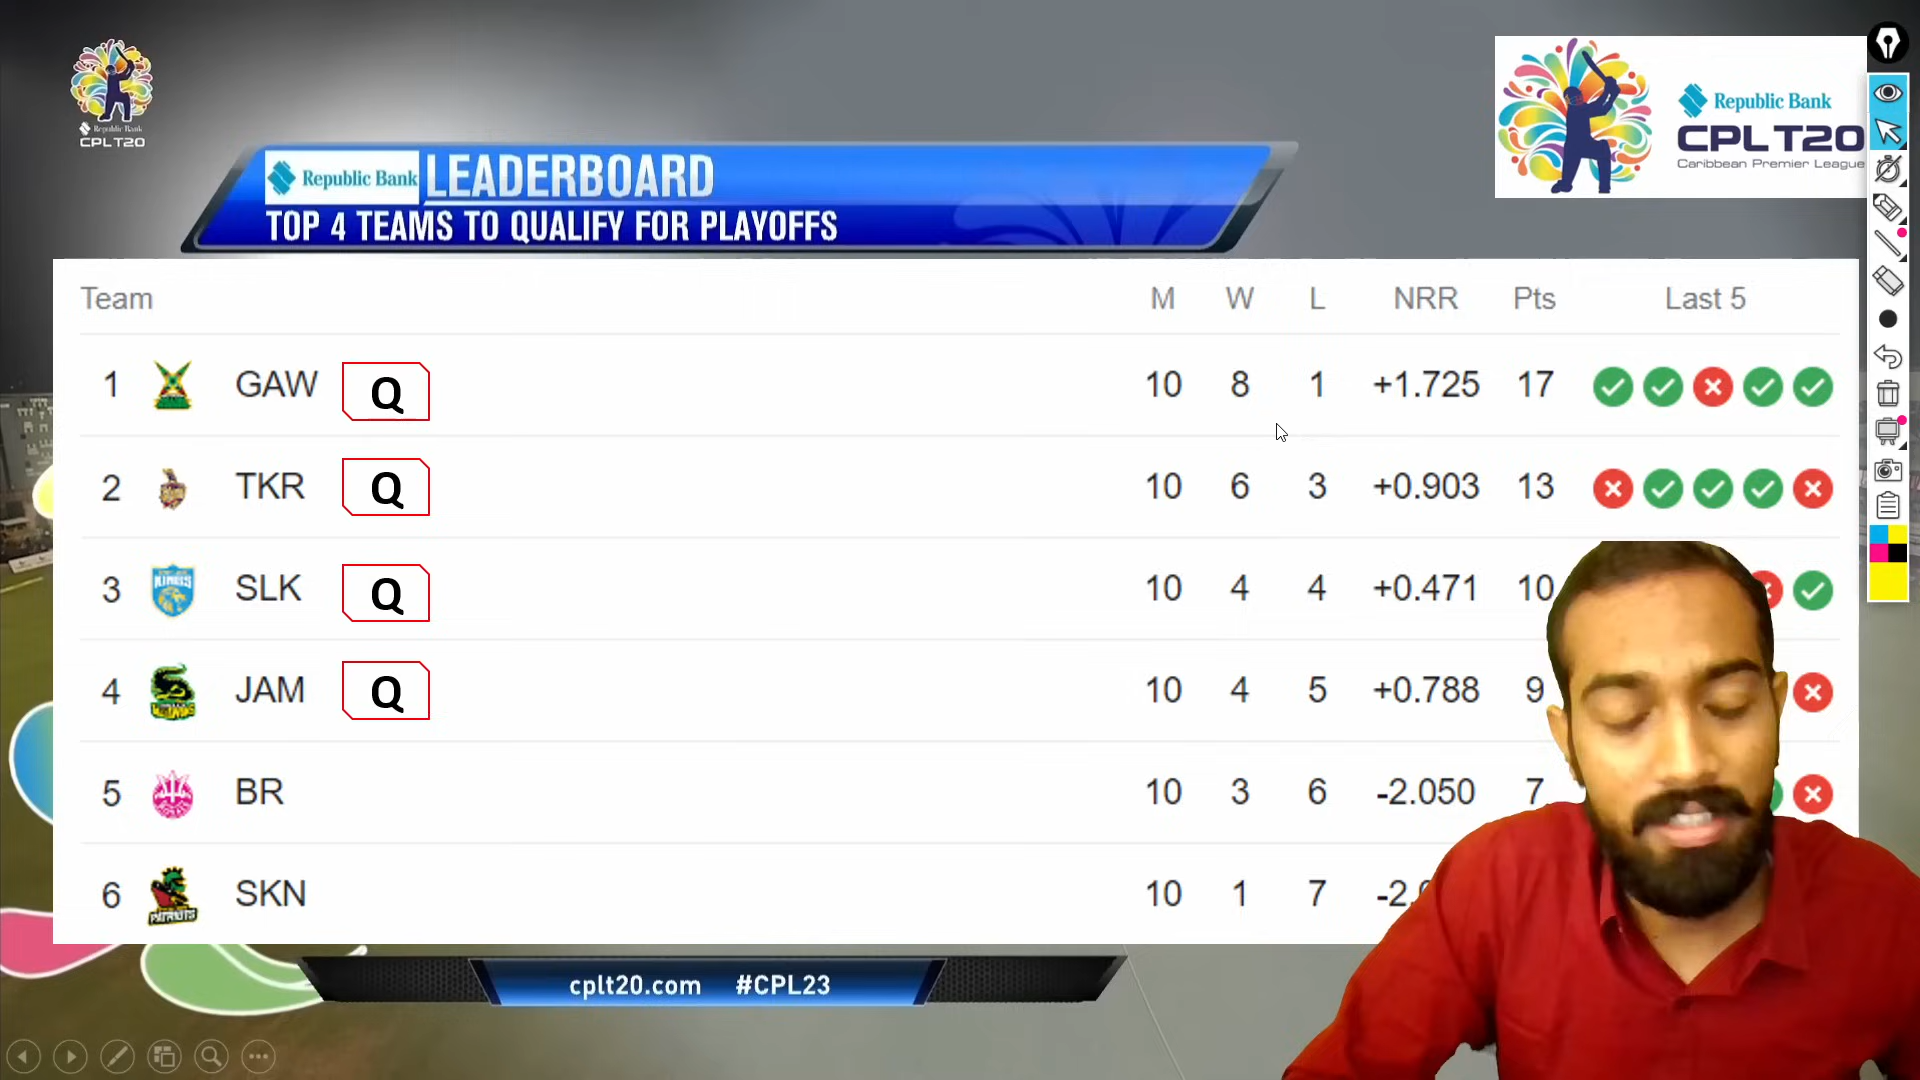 Republic Bank
CPLT20
Republic Bank
CPLT20
Caribbean Premier League
Republic Bank LEADERBOARD
TOP 4 TEAMS TO QUALIFY FOR PLAYOFFS
Team M W L NRR Pts Last 5
1 GAW Q 10 8 1 +1.725 17
2 TKR Q 10 6 3 +0.903 13
3 KINGS SLK Q 10 4 4 +0.471 10
4 JAM Q 10 4 5 +0.788 9
5 BR 10 3 6 -2.050 7
6 PATRIOTS SKN 10 1 7 -2.
cplt20.com #CPL23